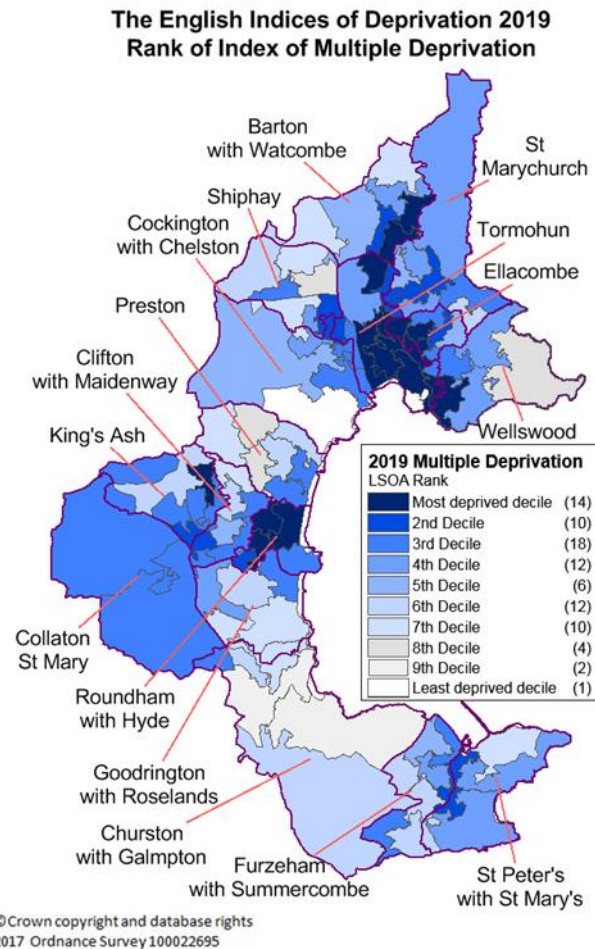 The English Indices of Deprivation 2019
Rank of Index of Multiple Deprivation
Barton
with Watcombe
St
Marychurch
Shiphay
Tormohun
Cockington
with Chelston
Ellacombe
Preston
Clifton
with Maidenway
King's Ash
Wellswood
2019 Multiple Deprivation
LSOA Rank
Most deprived decile (14)
2nd Decile (10)
3rd Decile (18)
4th Decile (12)
5th Decile (6)
6th Decile (12)
7th Decile (10)
8th Decile (4)
9th Decile (2)
Least deprived decile (1)
Collaton
St Mary
Roundham
with Hyde
Goodrington
with Roselands
Churston
with Galmpton
Furzeham
with Summercombe
St Peter's
with St Mary's
©Crown copyright and database rights
2017 Ordnance Survey 100022695